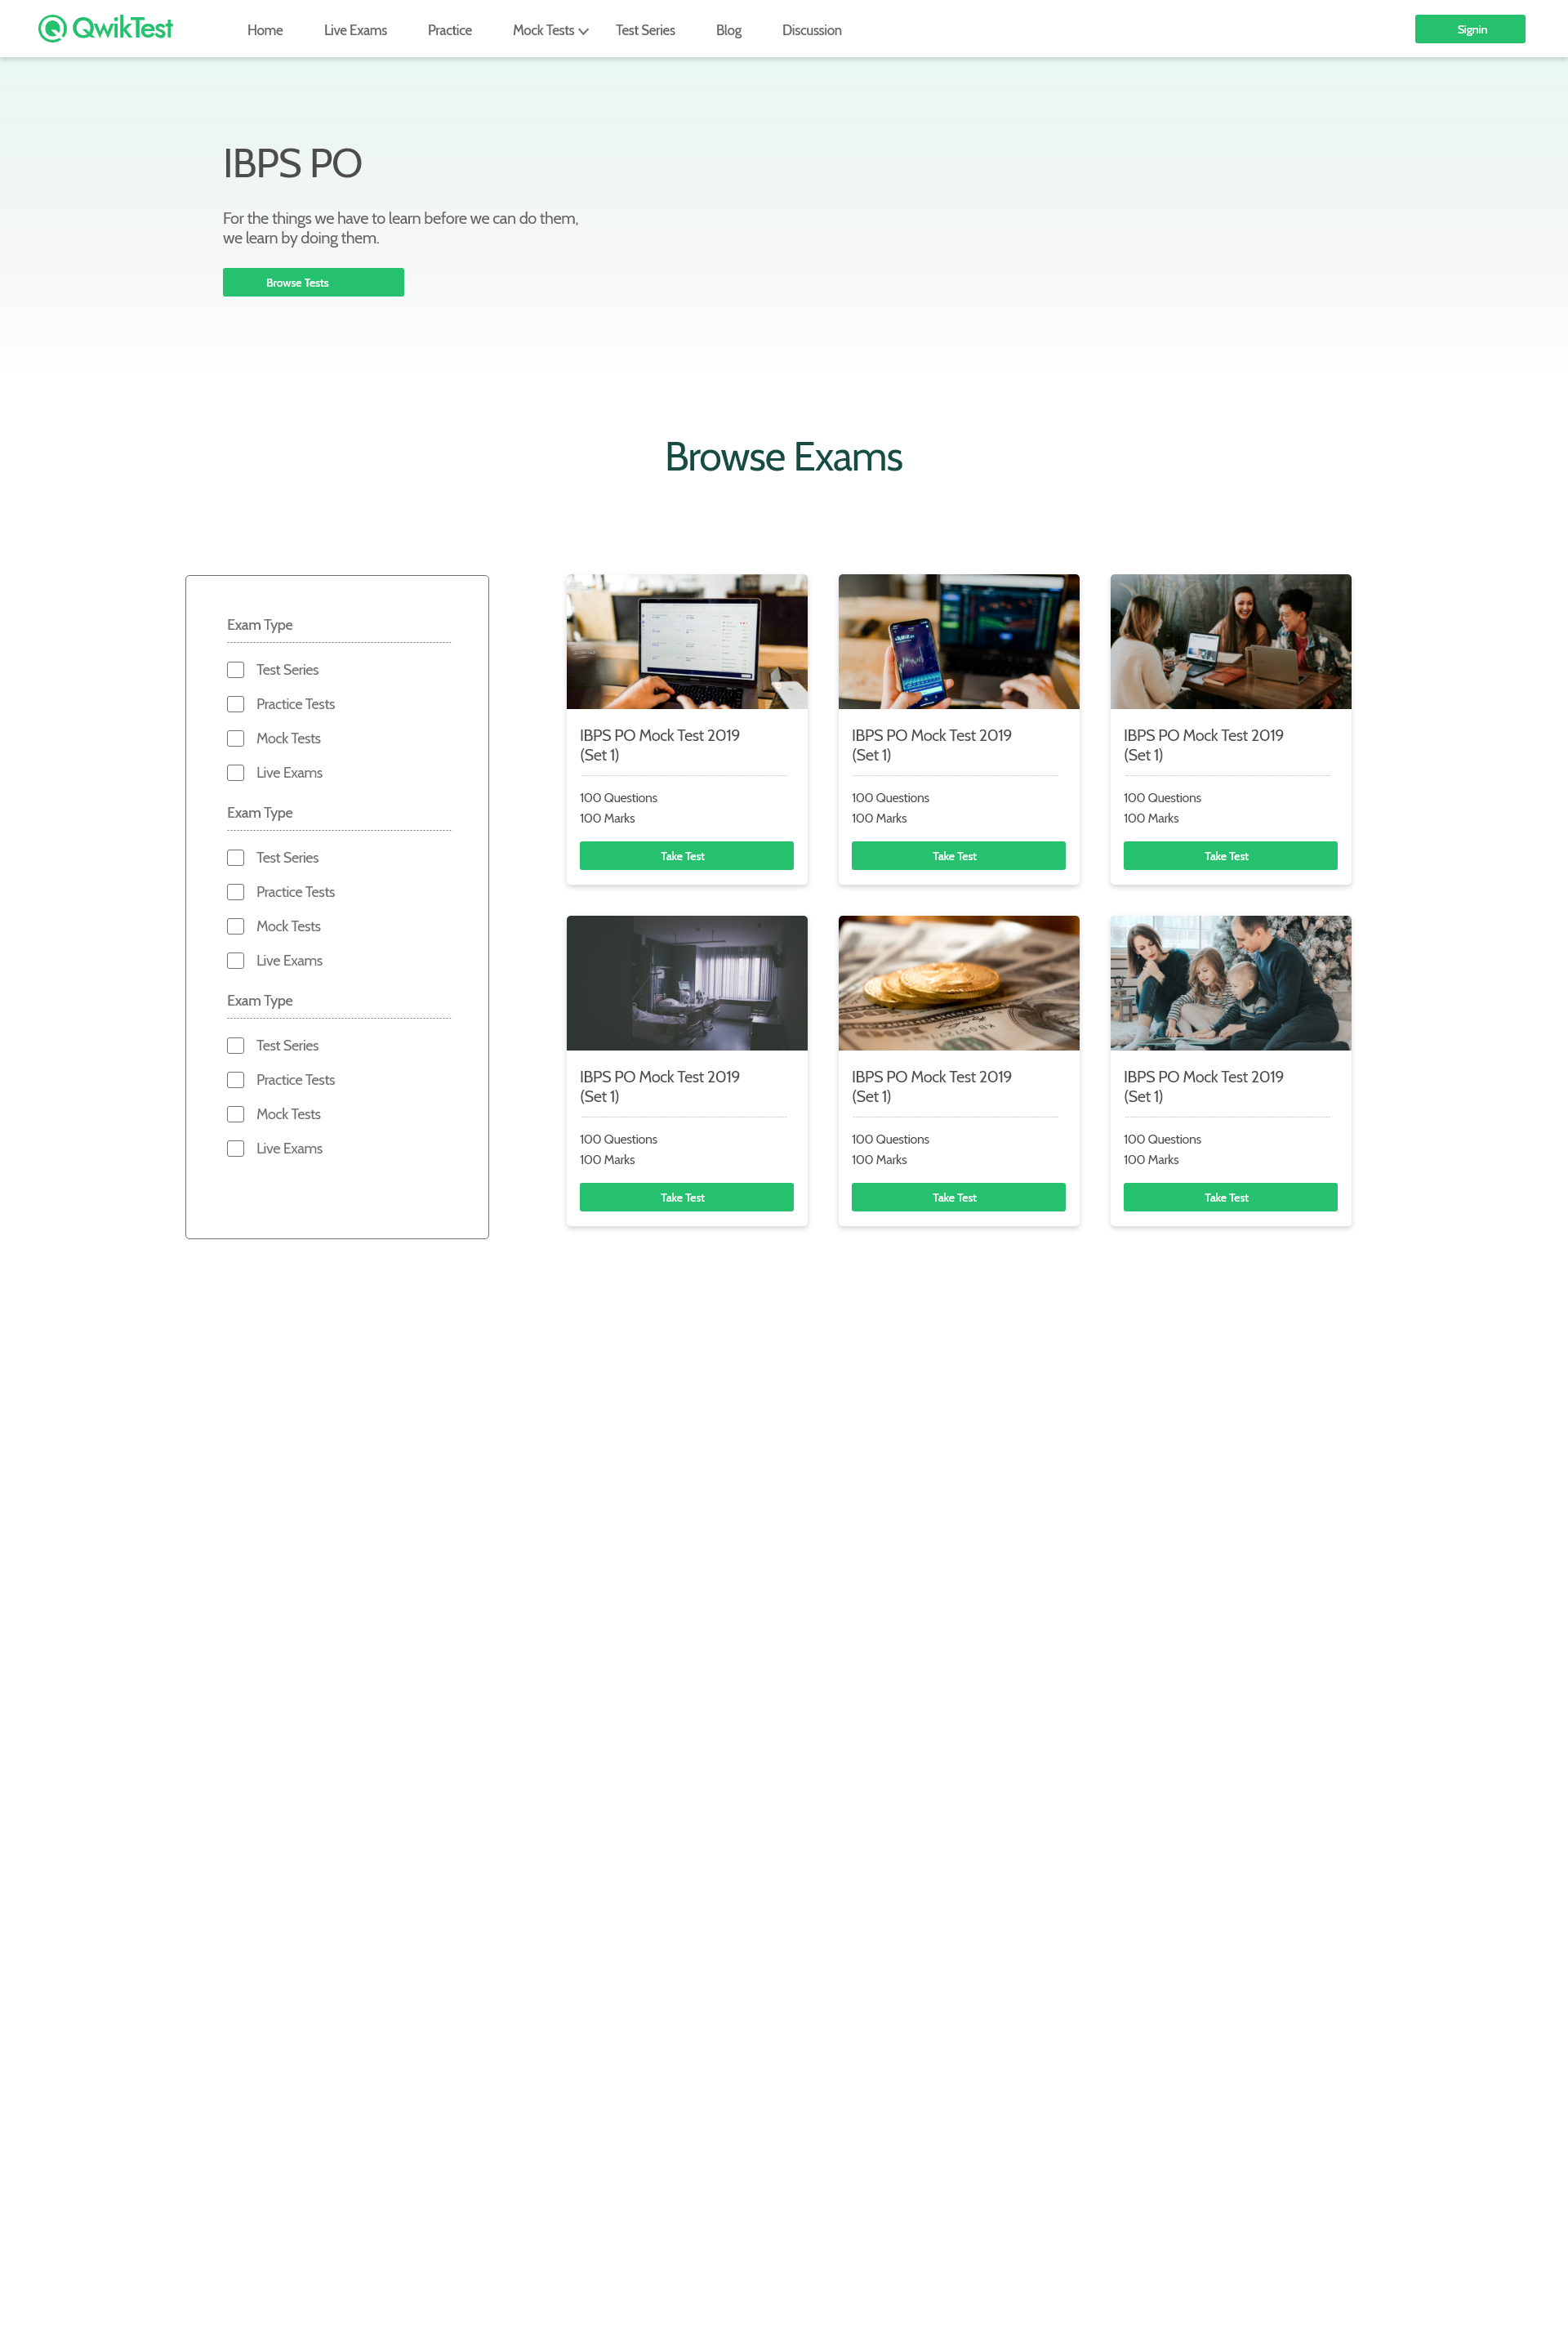 QwikTest
Home
Live Exams
Practice
Mock Tests
Test Series
Blog
Discussion
Signin
IBPS PO
For the things we have to learn before we can do them,
we learn by doing them.
Browse Tests
Browse Exams
Exam Type
Test Series
Practice Tests
Mock Tests
Live Exams
Exam Type
Test Series
Practice Tests
Mock Tests
Live Exams
Exam Type
Test Series
Practice Tests
Mock Tests
Live Exams
IBPS PO Mock Test 2019
(Set 1)
100 Questions
100 Marks
Take Test
IBPS PO Mock Test 2019
(Set 1)
100 Questions
100 Marks
Take Test
IBPS PO Mock Test 2019
(Set 1)
100 Questions
100 Marks
Take Test
IBPS PO Mock Test 2019
(Set 1)
100 Questions
100 Marks
Take Test
IBPS PO Mock Test 2019
(Set 1)
100 Questions
100 Marks
Take Test
IBPS PO Mock Test 2019
(Set 1)
100 Questions
100 Marks
Take Test